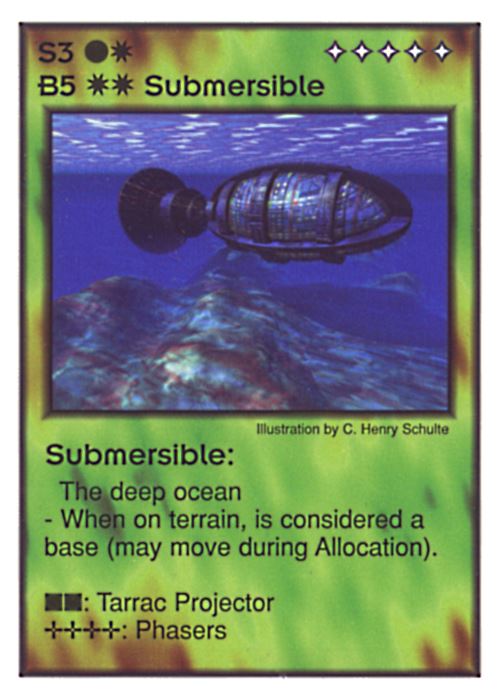 S3 ●✷ ✧✧✧✧✧
B5 ✷✷ Submersible
Illustration by C. Henry Schulte
Submersible:
The deep ocean
- When on terrain, is considered a
base (may move during Allocation).
■■: Tarrac Projector
✢✢✢✢: Phasers